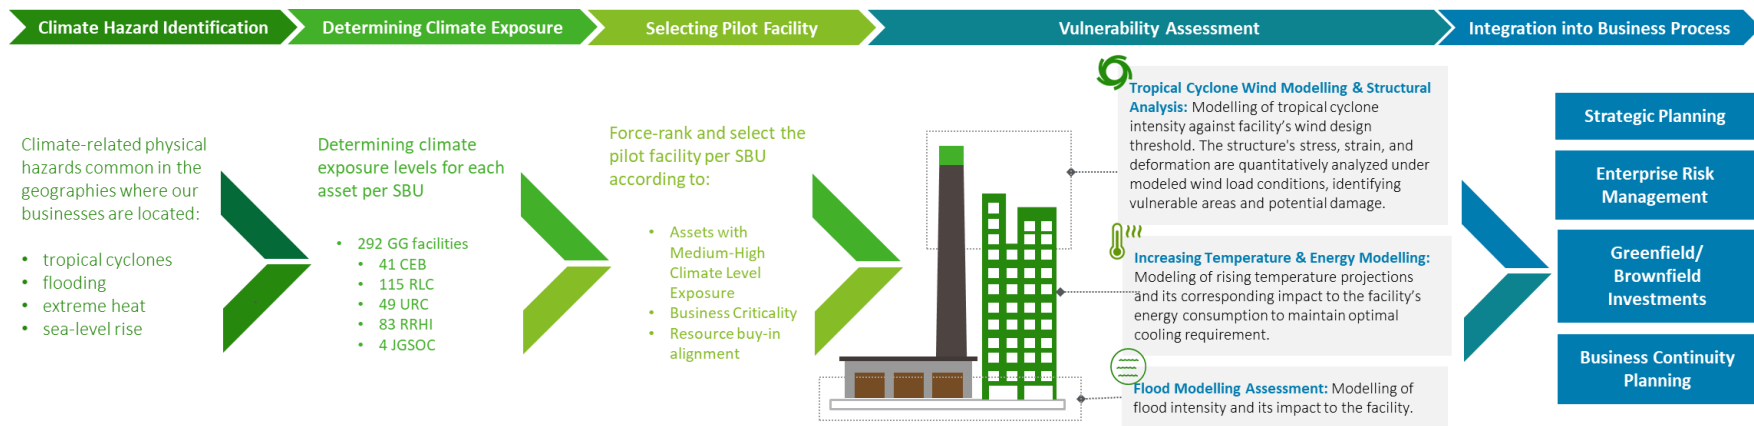 Climate Hazard Identification
Determining Climate Exposure
Selecting Pilot Facility
Vulnerability Assessment
Integration into Business Process
Climate-related physical
hazards common in the
geographies where our
businesses are located:
• tropical cyclones
• flooding
• extreme heat
• sea-level rise
Determining climate
exposure levels for each
asset per SBU
• 292 GG facilities
• 41 CEB
• 115 RLC
• 49 URC
• 83 RRHI
• 4 JGSOC
Force-rank and select the
pilot facility per SBU
according to:
• Assets with
Medium-High
Climate Level
Exposure
• Business Criticality
• Resource buy-in
alignment
Tropical Cyclone Wind Modelling & Structural
Analysis: Modelling of tropical cyclone
intensity against facility's wind design
threshold. The structure's stress, strain, and
deformation are quantitatively analyzed under
modeled wind load conditions, identifying
vulnerable areas and potential damage.
Increasing Temperature & Energy Modelling:
Modeling of rising temperature projections
and its corresponding impact to the facility's
energy consumption to maintain optimal
cooling requirement.
Flood Modelling Assessment: Modelling of
flood intensity and its impact to the facility.
Strategic Planning
Enterprise Risk
Management
Greenfield/
Brownfield
Investments
Business Continuity
Planning